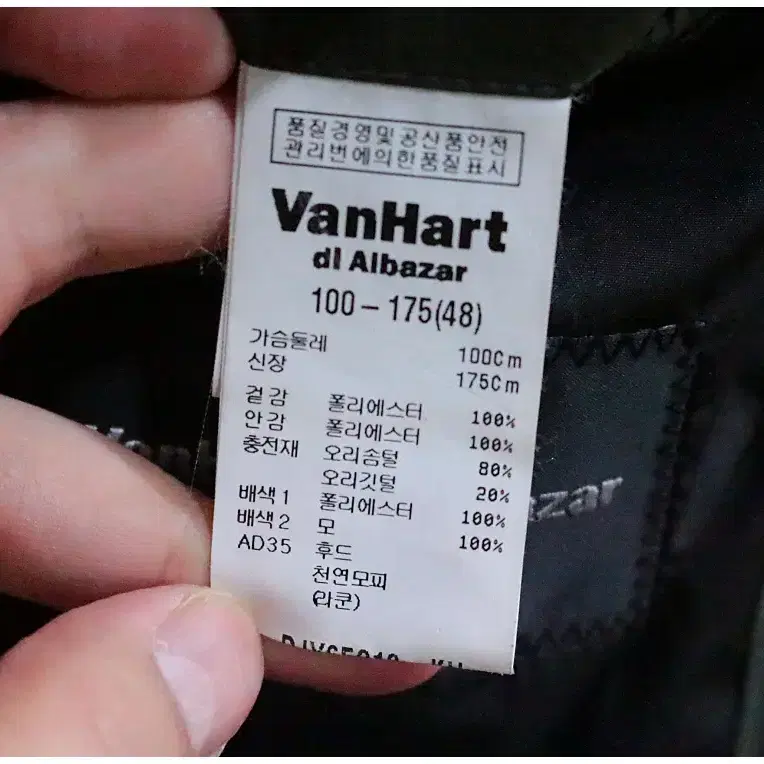 품질경영및공산품안전
관리번에의한품질표시
VanHart
dl Albazar
100 – 175(48)
가슴둘레 100Cm
신장 175Cm
겉감 폴리에스터 100%
안감 폴리에스터 100%
충전재 오리솜털 80%
오리깃털 20%
배색1 폴리에스터 100%
배색2 모 100%
AD35 후드
천연모피
(라쿤)